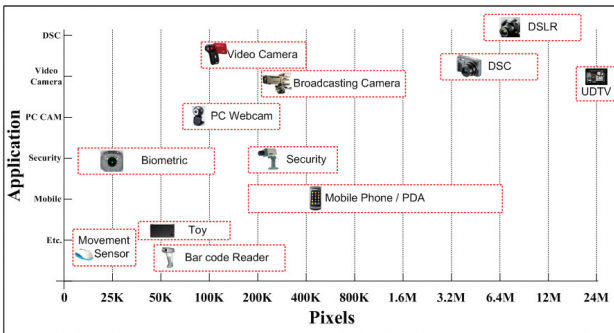 DSC
DSLR
Video Camera
DSC
Video
Camera
Broadcasting Camera
UDTV
PC CAM
PC Webcam
Security
Biometric
Security
Mobile
Mobile Phone / PDA
Etc.
Toy
Movement
Sensor
Bar code Reader
Application
0 25K 50K 100K 200K 400K 800K 1.6M 3.2M 6.4M 12M 24M
Pixels